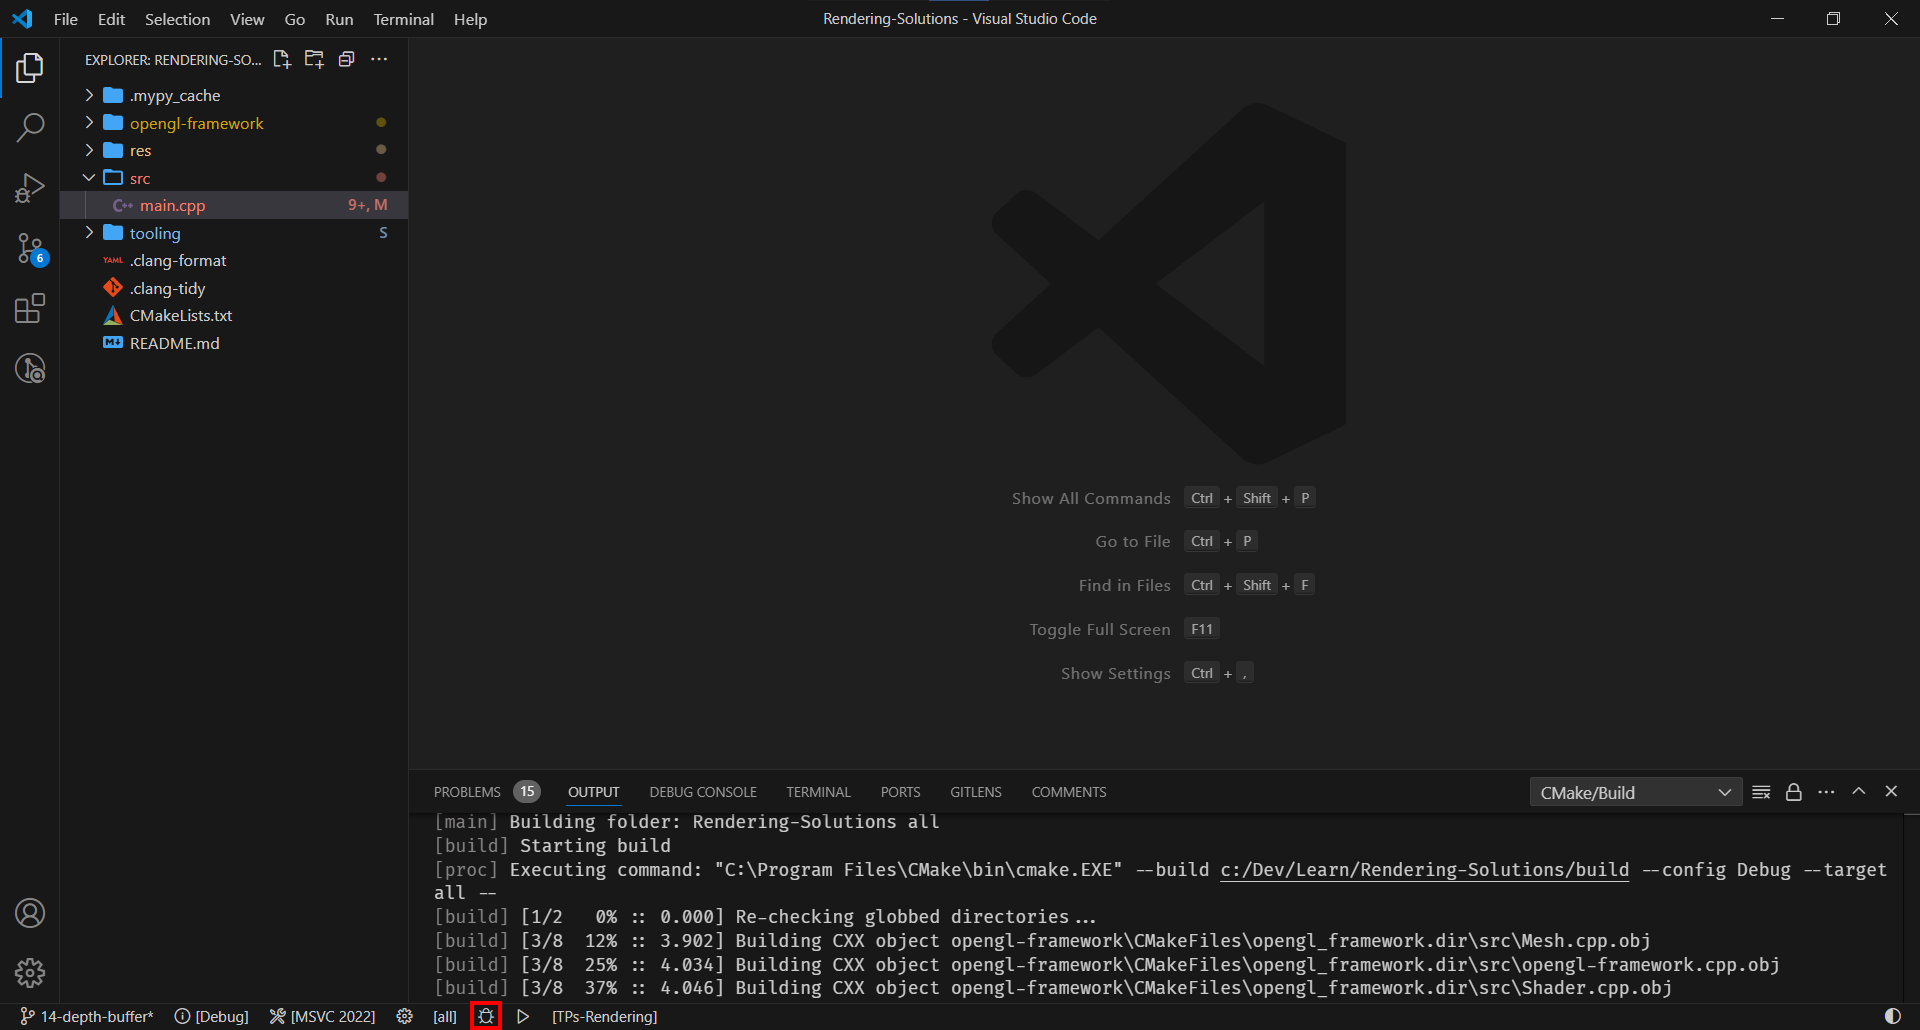 File Edit Selection View Go Run Terminal Help
Rendering-Solutions - Visual Studio Code
EXPLORER: RENDERING-SO...
.mypy_cache
opengl-framework
res
src
C++ main.cpp 9+, M
tooling S
YAML .clang-format
.clang-tidy
CMakeLists.txt
M README.md
6
Show All Commands Ctrl + Shift + P
Go to File Ctrl + P
Find in Files Ctrl + Shift + F
Toggle Full Screen F11
Show Settings Ctrl + ,
PROBLEMS 15 OUTPUT DEBUG CONSOLE TERMINAL PORTS GITLENS COMMENTS CMake/Build
[main] Building folder: Rendering-Solutions all
[build] Starting build
[proc] Executing command: "C:\Program Files\CMake\bin\cmake.EXE" --build c:/Dev/Learn/Rendering-Solutions/build --config Debug --target
all --
[build] [1/2   0% :: 0.000] Re-checking globbed directories...
[build] [3/8  12% :: 3.902] Building CXX object opengl-framework\CMakeFiles\opengl_framework.dir\src\Mesh.cpp.obj
[build] [3/8  25% :: 4.034] Building CXX object opengl-framework\CMakeFiles\opengl_framework.dir\src\opengl-framework.cpp.obj
[build] [3/8  37% :: 4.046] Building CXX object opengl-framework\CMakeFiles\opengl_framework.dir\src\Shader.cpp.obj
14-depth-buffer* [Debug] [MSVC 2022] [all] [TPs-Rendering]